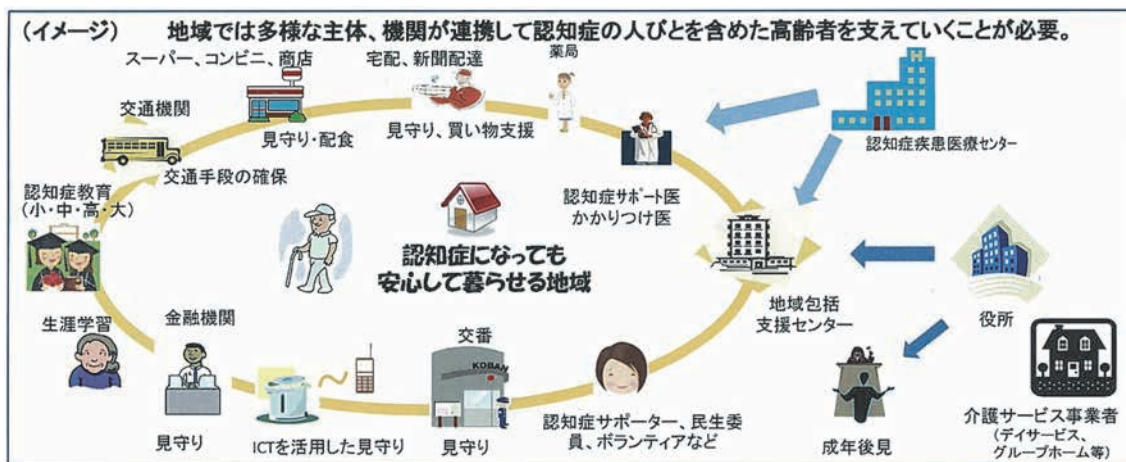 (イメージ) 地域では多様な主体、機関が連携して認知症の人びとを含めた高齢者を支えていくことが必要。
スーパー、コンビニ、商店
宅配、新聞配達
薬局
交通機関
見守り・配食
見守り、買い物支援
認知症疾患医療センター
交通手段の確保
認知症教育
(小・中・高・大)
認知症サポート医
かかりつけ医
認知症になっても
安心して暮らせる地域
地域包括
支援センター
役所
生涯学習
金融機関
交番
KOBAN
見守り
ICTを活用した見守り
見守り
認知症サポーター、民生委
員、ボランティアなど
成年後見
介護サービス事業者
(デイサービス、
グループホーム等)